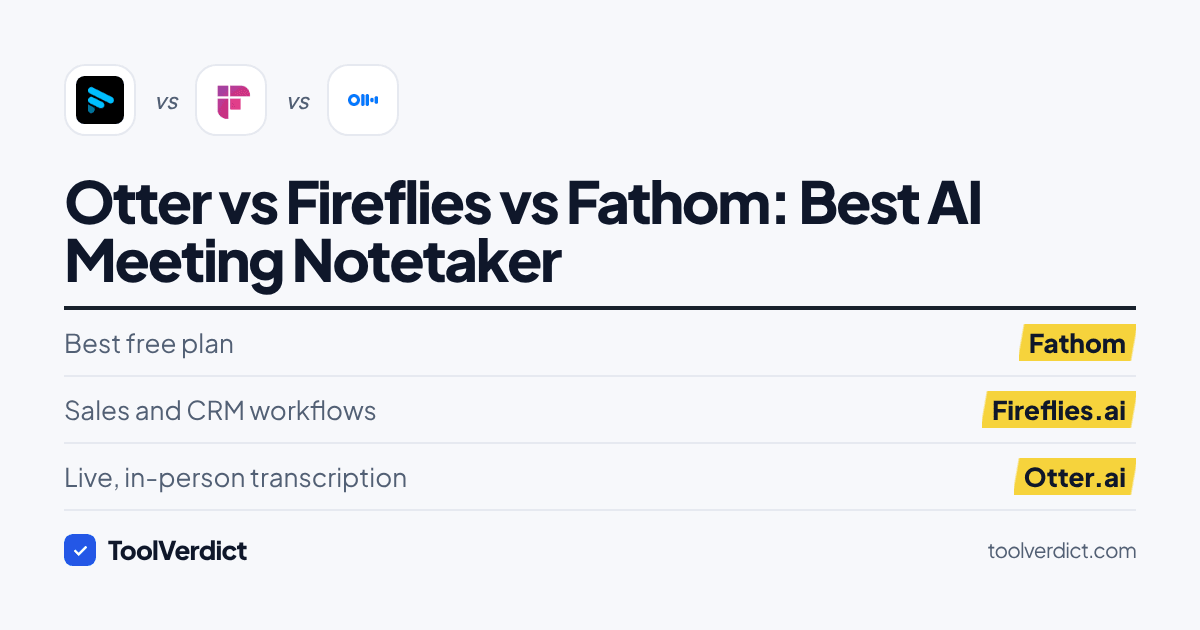 vs vs
Otter vs Fireflies vs Fathom: Best AI
Meeting Notetaker
Best free plan Fathom
Sales and CRM workflows Fireflies.ai
Live, in-person transcription Otter.ai
ToolVerdict toolverdict.com